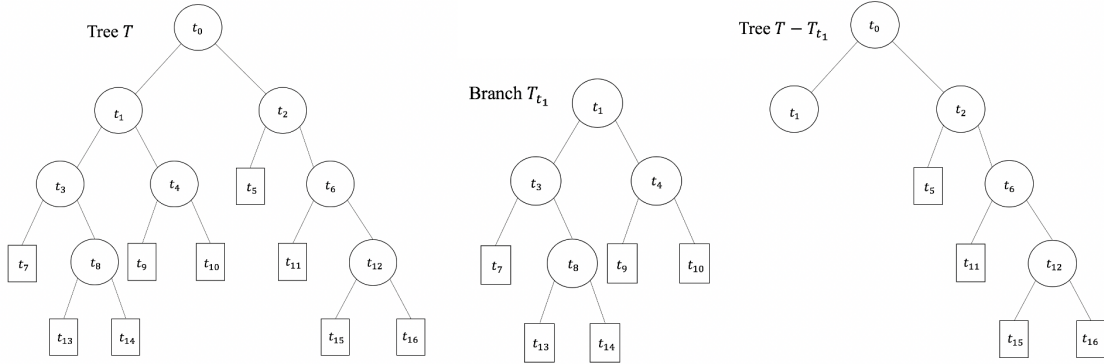 Tree T
t₀
t₁
t₂
t₃
t₄
t₅
t₆
t₇
t₈
t₉
t₁₀
t₁₁
t₁₂
t₁₃
t₁₄
t₁₅
t₁₆
Branch Tₜ₁
t₁
t₃
t₄
t₇
t₈
t₉
t₁₀
t₁₃
t₁₄
Tree T − Tₜ₁
t₀
t₁
t₂
t₅
t₆
t₁₁
t₁₂
t₁₅
t₁₆